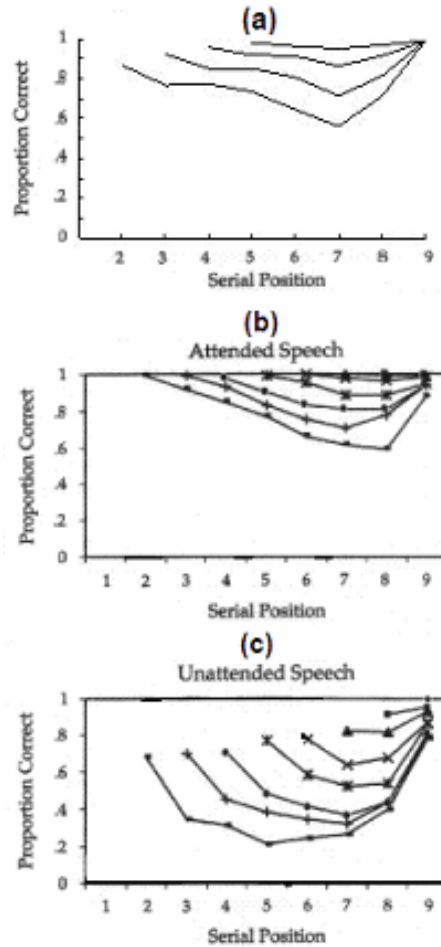 (a)
Proportion Correct
1
.8
.6
.4
.2
0
2 3 4 5 6 7 8 9
Serial Position
(b)
Attended Speech
Proportion Correct
1
.8
.6
.4
.2
0
1 2 3 4 5 6 7 8 9
Serial Position
(c)
Unattended Speech
Proportion Correct
1
.8
.6
.4
.2
0
1 2 3 4 5 6 7 8 9
Serial Position